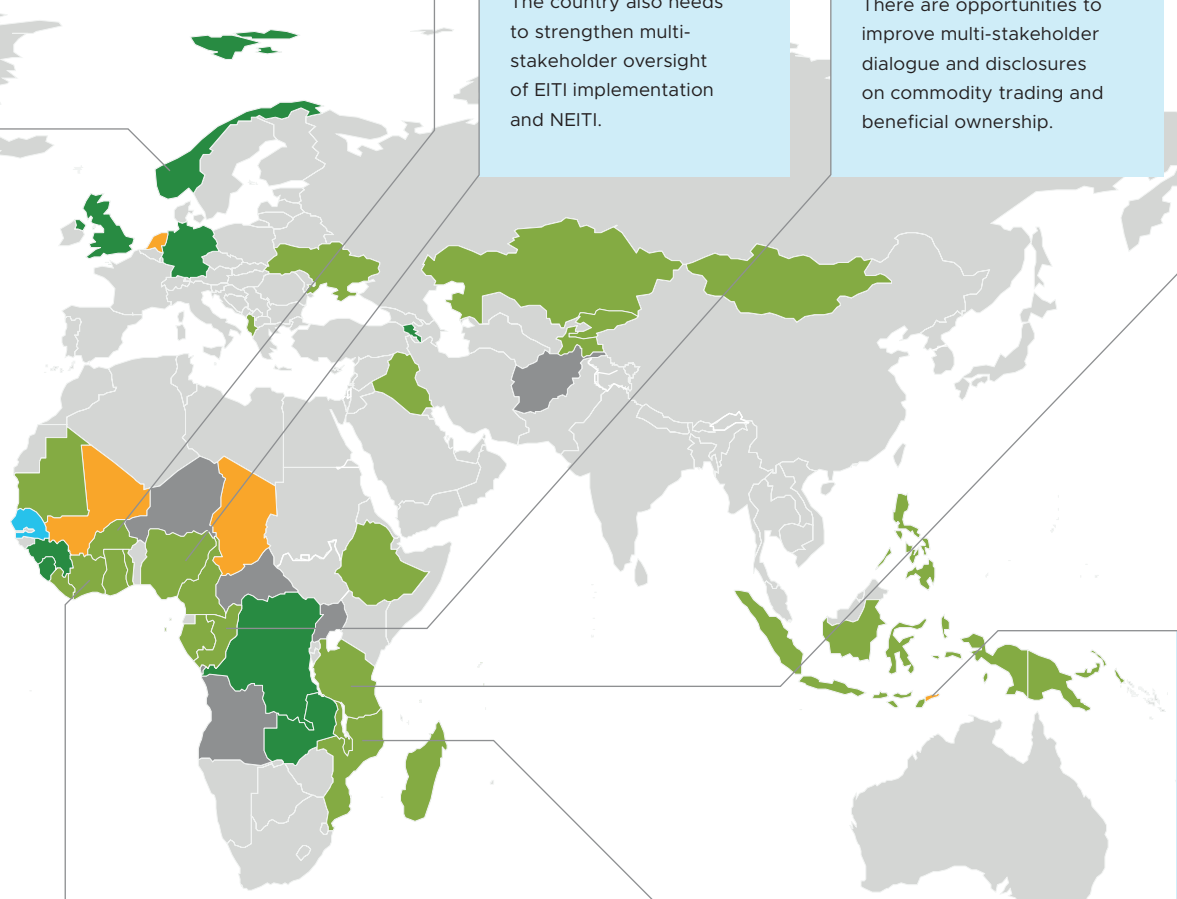 The country also needs
to strengthen multi-
stakeholder oversight
of EITI implementation
and NEITI.
There are opportunities to
improve multi-stakeholder
dialogue and disclosures
on commodity trading and
beneficial ownership.